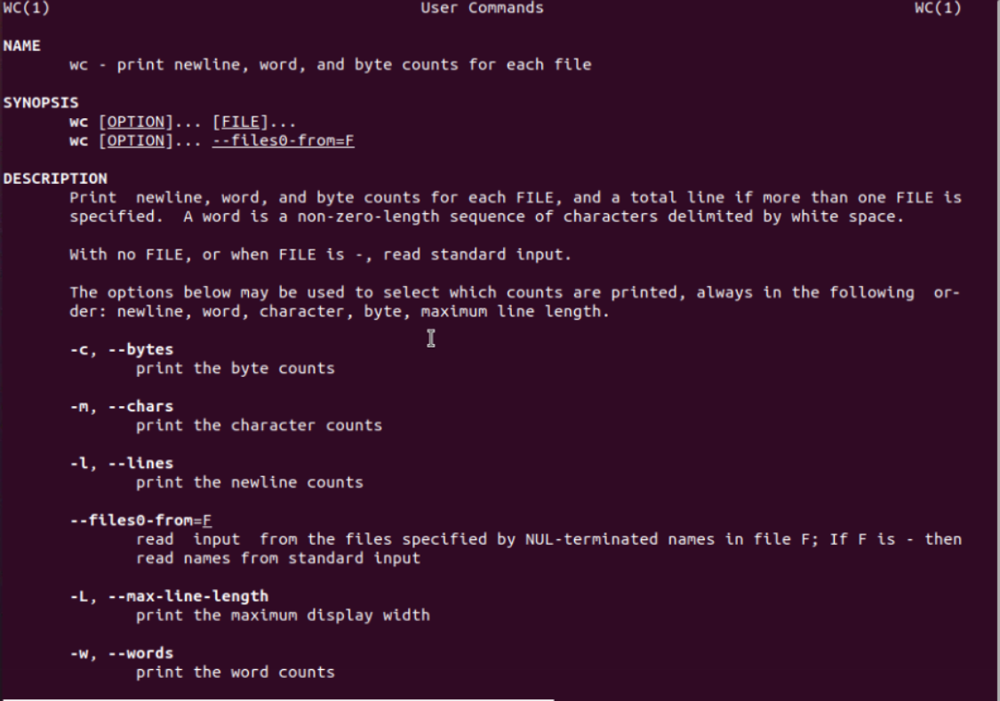 WC(1) User Commands WC(1)
NAME
wc - print newline, word, and byte counts for each file
SYNOPSIS
wc [OPTION]... [FILE]...
wc [OPTION]... --files0-from=F
DESCRIPTION
Print  newline, word, and byte counts for each FILE, and a total line if more than one FILE is
specified.  A word is a non-zero-length sequence of characters delimited by white space.
With no FILE, or when FILE is -, read standard input.
The options below may be used to select which counts are printed, always in the following  or-
der: newline, word, character, byte, maximum line length.
-c, --bytes
print the byte counts
-m, --chars
print the character counts
-l, --lines
print the newline counts
--files0-from=F
read  input  from the files specified by NUL-terminated names in file F; If F is - then
read names from standard input
-L, --max-line-length
print the maximum display width
-w, --words
print the word counts